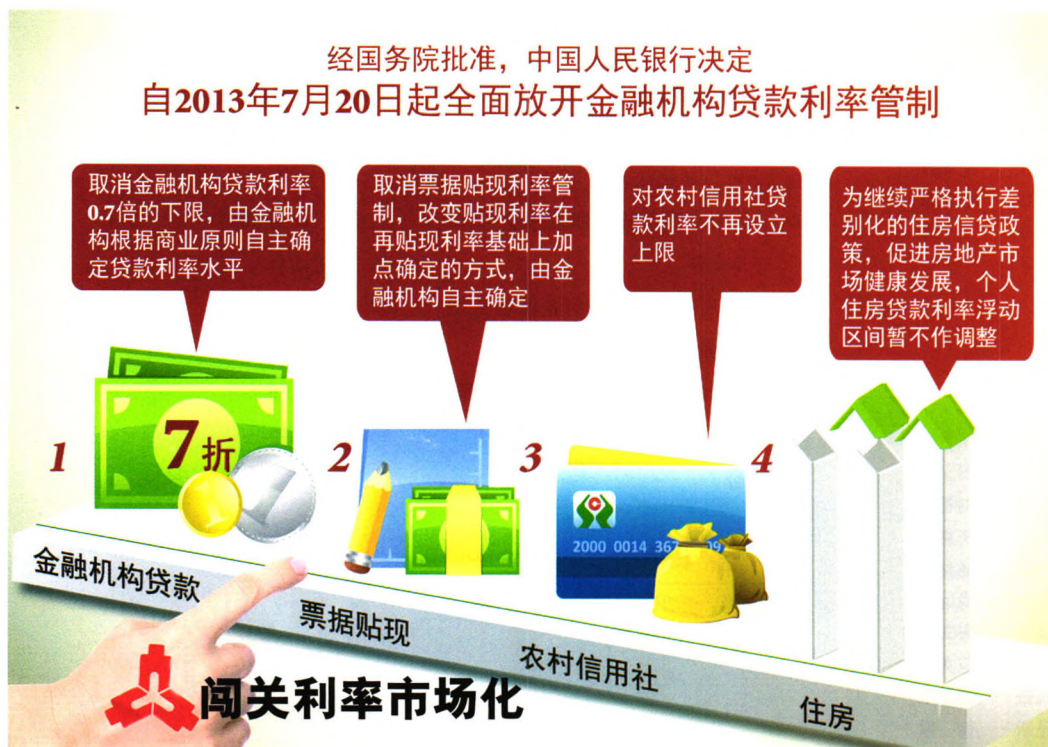 经国务院批准，中国人民银行决定
自2013年7月20日起全面放开金融机构贷款利率管制
取消金融机构贷款利率
0.7倍的下限，由金融机
构根据商业原则自主确
定贷款利率水平
取消票据贴现利率管
制，改变贴现利率在
再贴现利率基础上加
点确定的方式，由金
融机构自主确定
对农村信用社贷
款利率不再设立
上限
为继续严格执行差
别化的住房信贷政
策，促进房地产市
场健康发展，个人
住房贷款利率浮动
区间暂不作调整
1
7折
2
3
2000 0014 367
4
金融机构贷款
票据贴现
农村信用社
住房
闯关利率市场化